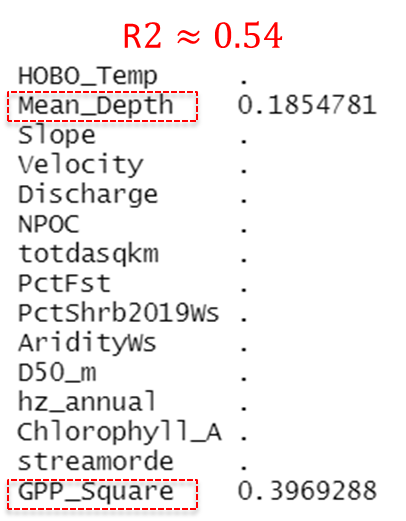 R2 ≈ 0.54
HOBO_Temp .
Mean_Depth 0.1854781
Slope .
Velocity .
Discharge .
NPOC .
totdasqkm .
PctFst .
PctShrb2019Ws .
AridityWs .
D50_m .
hz_annual .
Chlorophyll_A .
streamorde .
GPP_Square 0.3969288